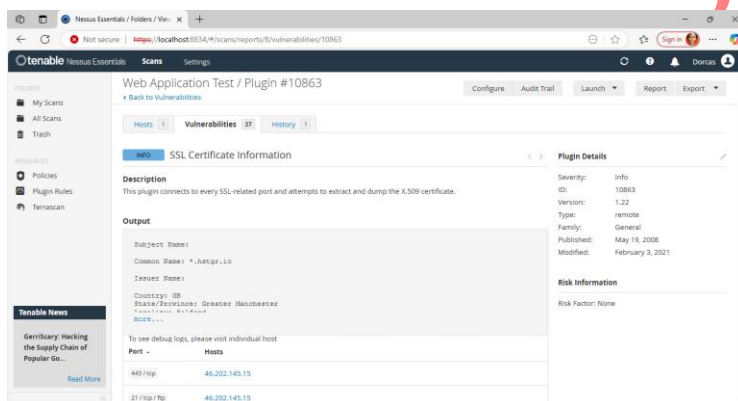 Nessus Essentials / Folders / View
Not secure https://localhost:8834/#/scans/reports/8/vulnerabilities/10863
Sign in
tenable Nessus Essentials Scans Settings Dorcas
FOLDERS
My Scans
All Scans
Trash
RESOURCES
Policies
Plugin Rules
Terrascan
Tenable News
GerriScary: Hacking
the Supply Chain of
Popular Go...
Read More
Web Application Test / Plugin #10863
Back to Vulnerabilities
Configure Audit Trail Launch Report Export
Hosts 1 Vulnerabilities 27 History 1
INFO SSL Certificate Information
Description
This plugin connects to every SSL-related port and attempts to extract and dump the X.509 certificate.
Output
Subject Name:
Common Name: *.hstgr.io
Issuer Name:
Country: GB
State/Province: Greater Manchester
Locality: Salford
more...
To see debug logs, please visit individual host
Port Hosts
443 / tcp 46.202.145.15
21 / tcp / ftp 46.202.145.15
Plugin Details
Severity: Info
ID: 10863
Version: 1.22
Type: remote
Family: General
Published: May 19, 2008
Modified: February 3, 2021
Risk Information
Risk Factor: None